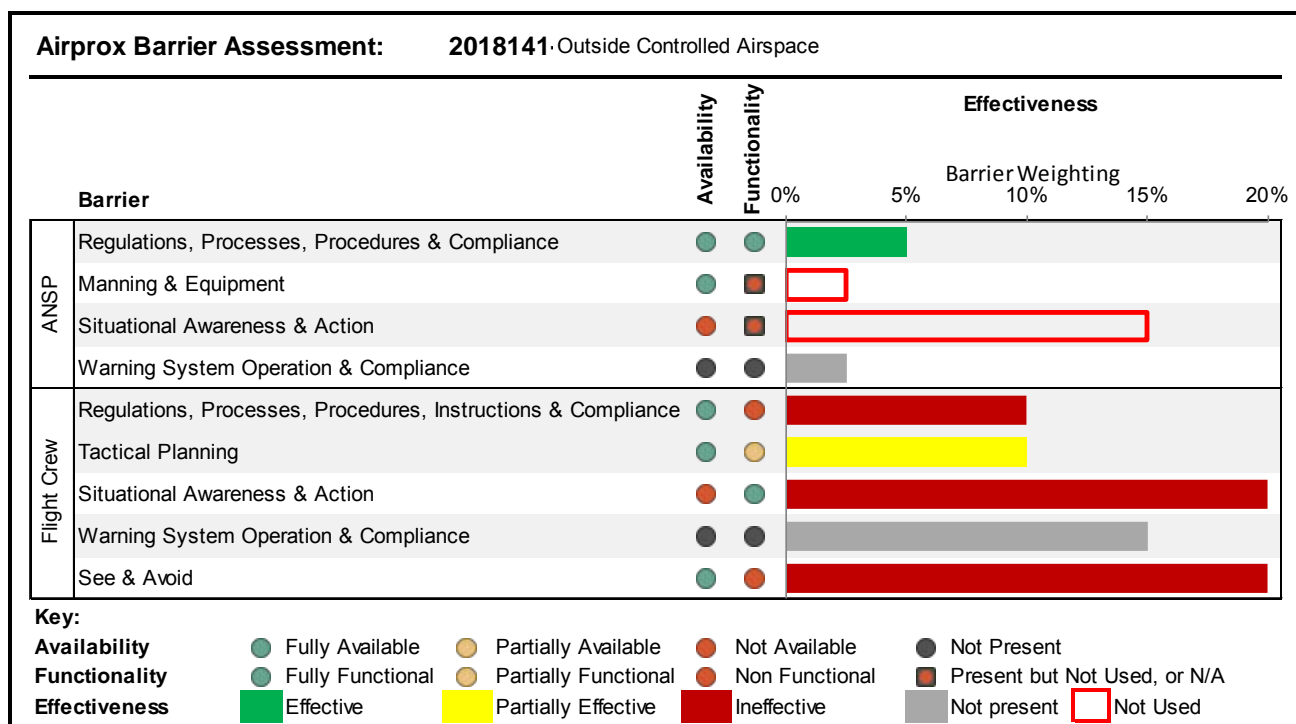 Airprox Barrier Assessment: 2018141 Outside Controlled Airspace
Availability
Functionality
Effectiveness
Barrier Weighting
Barrier
0% 5% 10% 15% 20%
ANSP
Regulations, Processes, Procedures & Compliance
Manning & Equipment
Situational Awareness & Action
Warning System Operation & Compliance
Flight Crew
Regulations, Processes, Procedures, Instructions & Compliance
Tactical Planning
Situational Awareness & Action
Warning System Operation & Compliance
See & Avoid
Key:
Availability Fully Available Partially Available Not Available Not Present
Functionality Fully Functional Partially Functional Non Functional Present but Not Used, or N/A
Effectiveness Effective Partially Effective Ineffective Not present Not Used